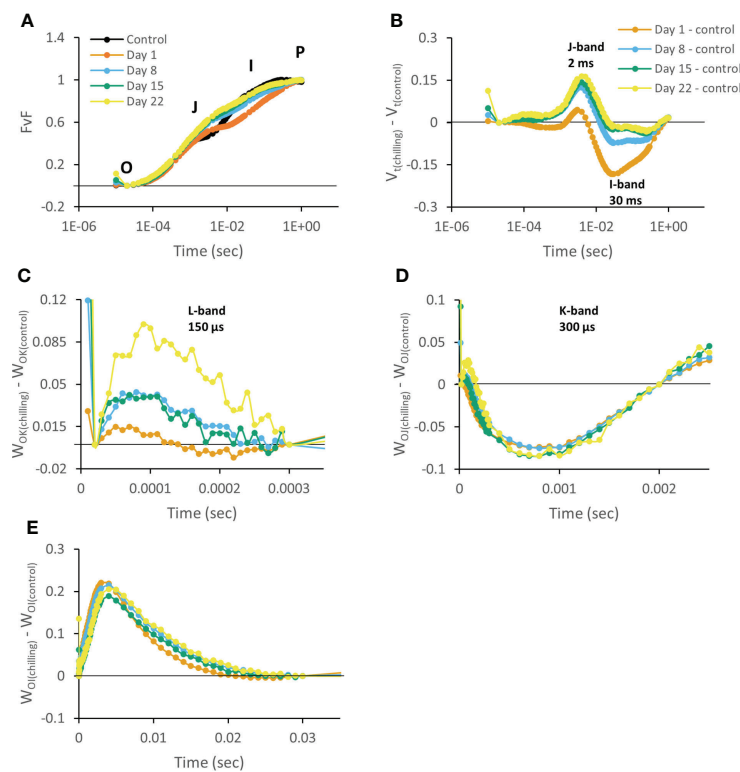 A
Control
Day 1
Day 8
Day 15
Day 22
1.4
1
0.6
0.2
-0.2
FvF
O
J
I
P
1E-06
1E-04
1E-02
1E+00
Time (sec)
B
Day 1 - control
Day 8 - control
Day 15 - control
Day 22 - control
J-band
2 ms
I-band
30 ms
0.3
0.15
0
-0.15
-0.3
Vt(chilling) - Vt(control)
1E-06
1E-04
1E-02
1E+00
Time (sec)
C
L-band
150 µs
0.12
0.085
0.05
0.015
-0.02
WOK(chilling) - WOK(control)
0
0.0001
0.0002
0.0003
Time (sec)
D
K-band
300 µs
0.1
0.05
0
-0.05
-0.1
WOJ(chilling) - WOJ(control)
0
0.001
0.002
Time (sec)
E
0.3
0.2
0.1
0
-0.1
WOI(chilling) - WOI(control)
0
0.01
0.02
0.03
Time (sec)